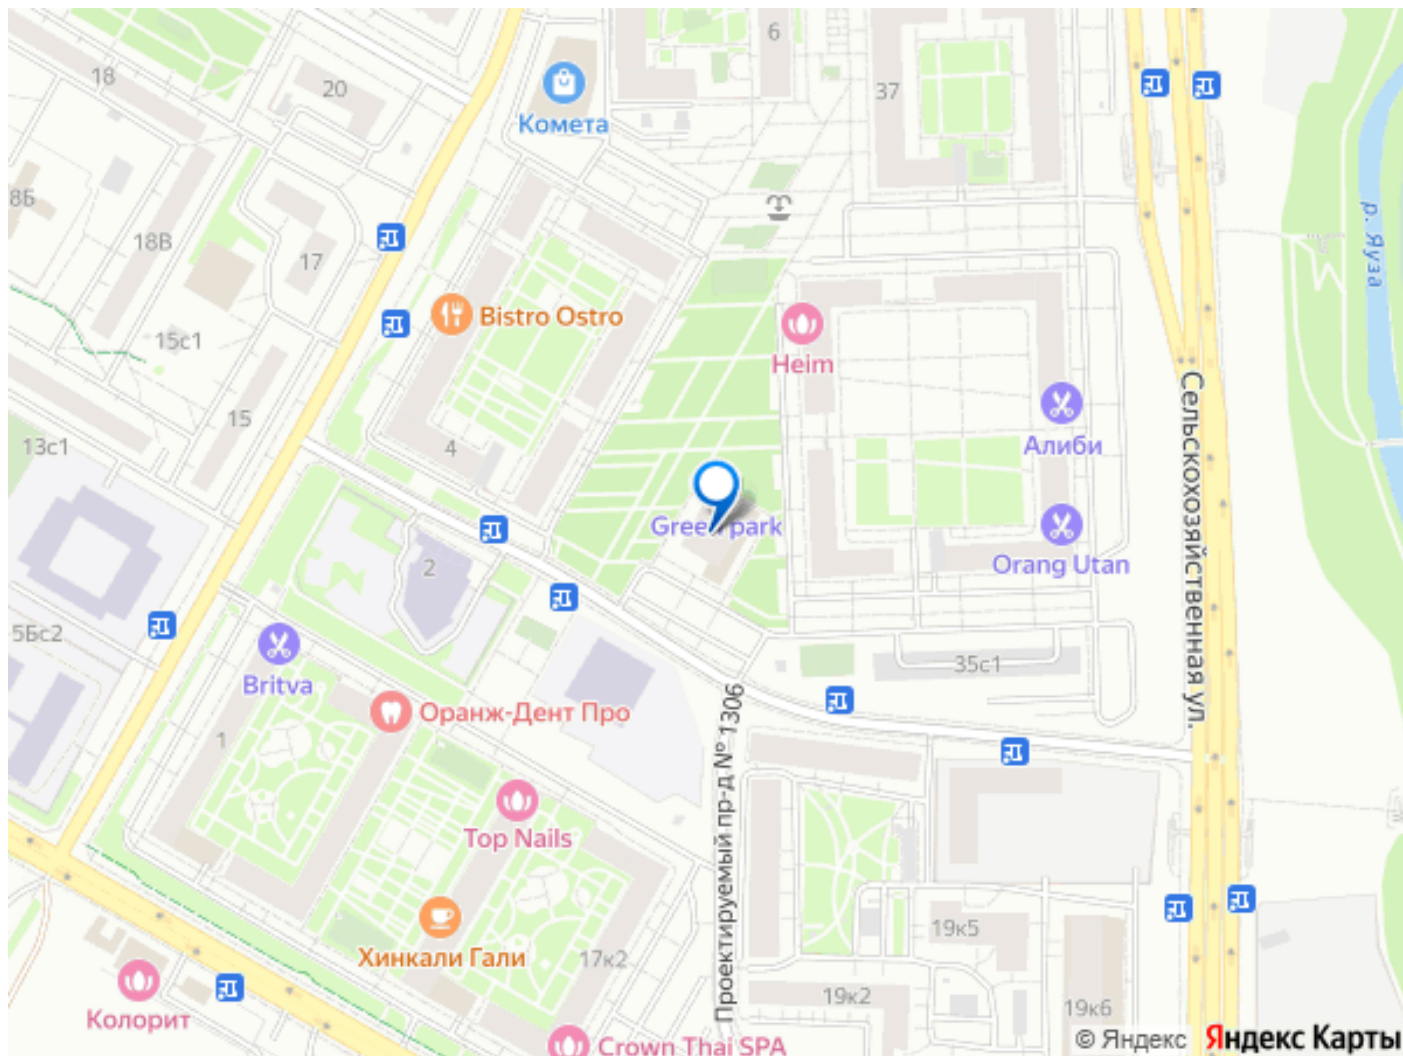 6
18
20
37
Комета
8Б
р. Яуза
18В
17
Bistro Ostro
15с1
Heim
15
Алиби
13с1
4
Сельскохозяйственная ул.
Green park
Orang Utan
2
5Бс2
35с1
Britva
Оранж-Дент Про
Проектируемый пр-д № 1306
1
Top Nails
19к5
Хинкали Гали
17к2
19к2
19к6
Колорит
Crown Thai SPA
© Яндекс Яндекс Карты